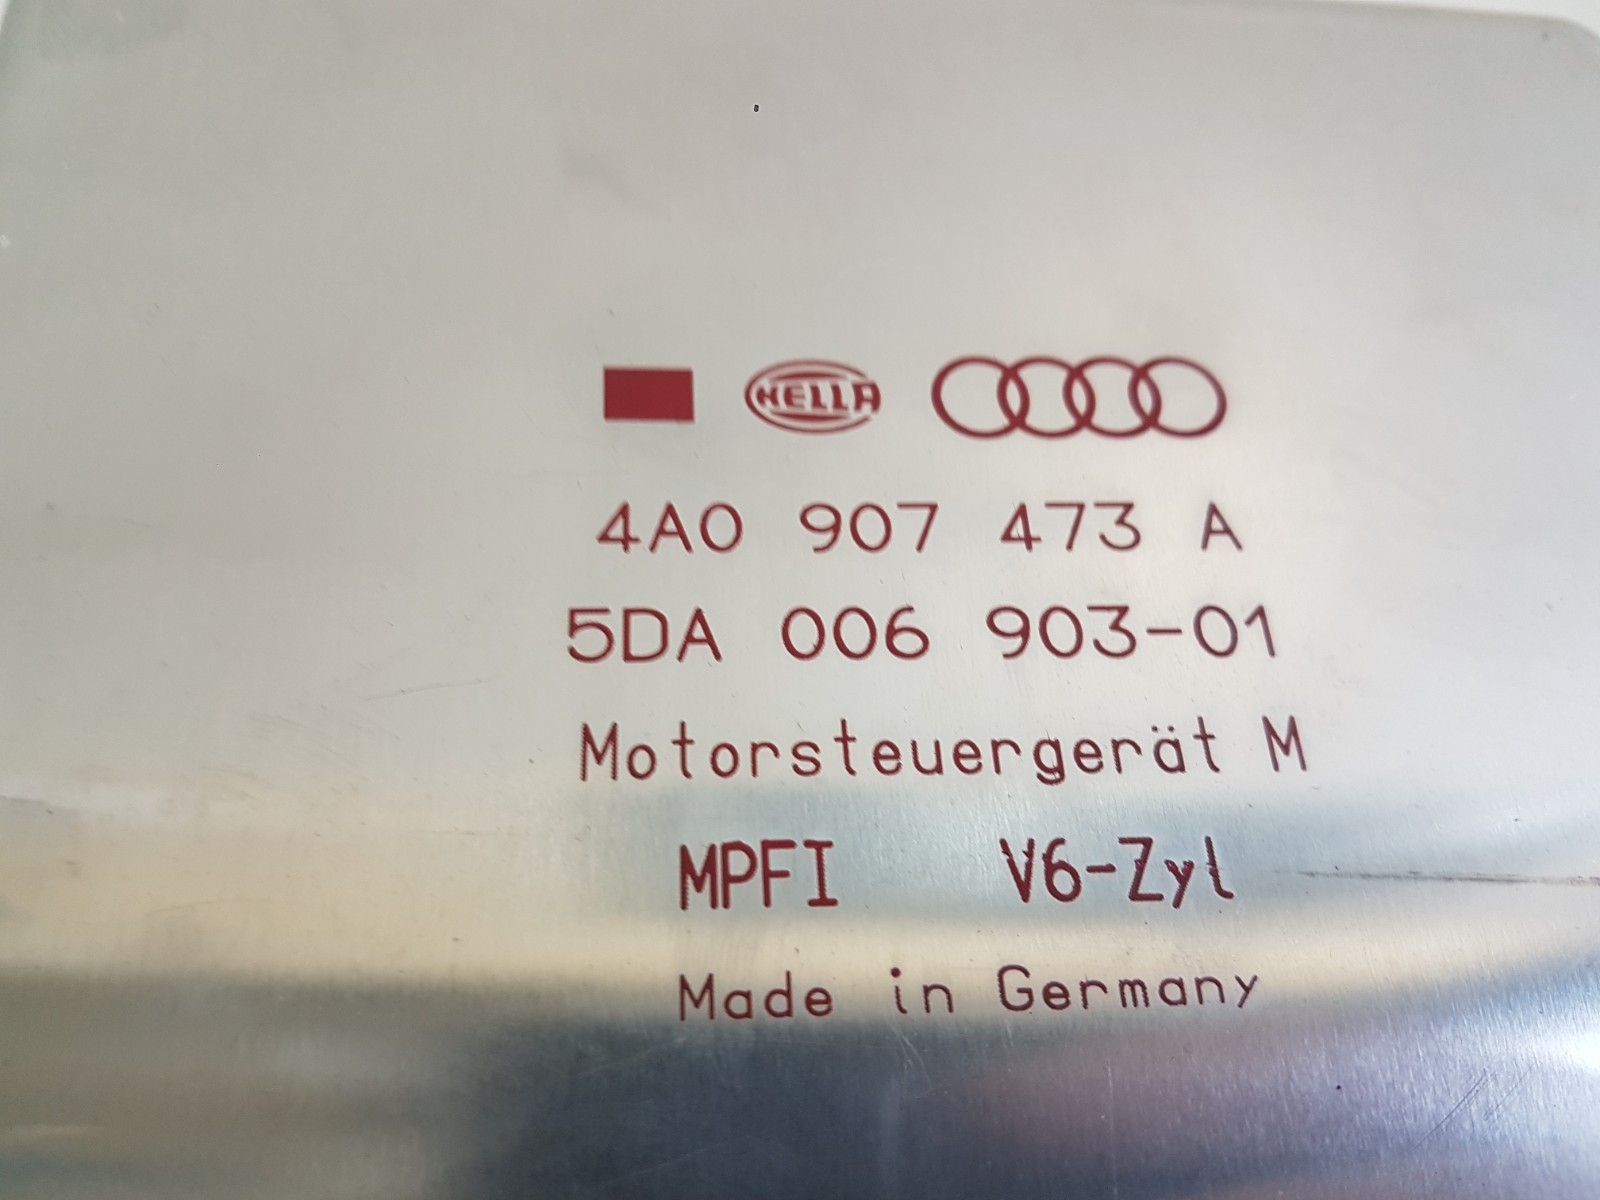 HELLA
4A0 907 473 A
5DA 006 903-01
Motorsteuergerät M
MPFI V6-Zyl
Made in Germany